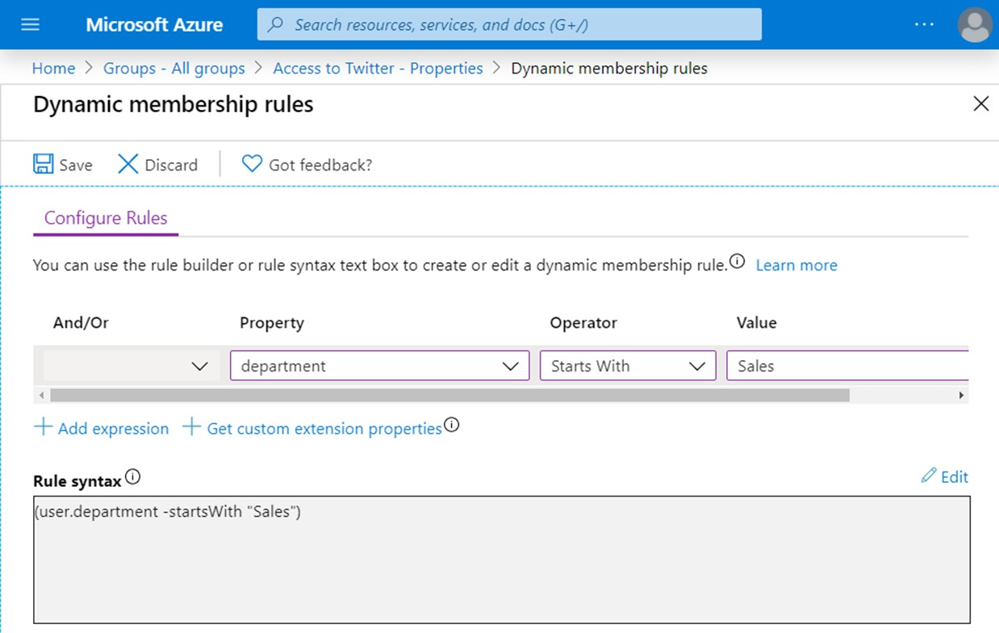 Microsoft Azure
Search resources, services, and docs (G+/)
Home > Groups - All groups > Access to Twitter - Properties > Dynamic membership rules
Dynamic membership rules
Save Discard Got feedback?
Configure Rules
You can use the rule builder or rule syntax text box to create or edit a dynamic membership rule. Learn more
And/Or Property Operator Value
department Starts With Sales
Add expression Get custom extension properties
Rule syntax
Edit
(user.department -startsWith "Sales")